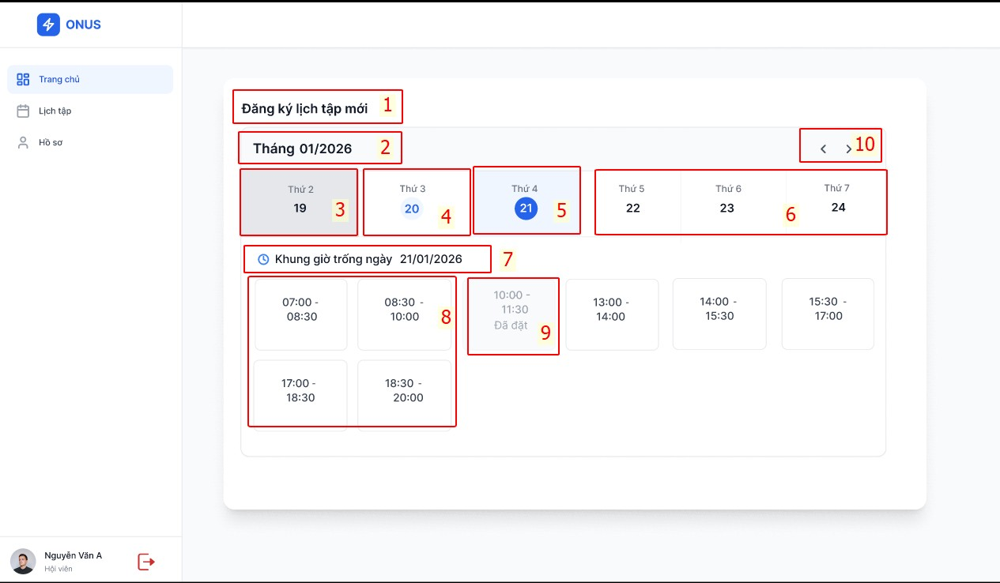 ONUS
Trang chủ
Lịch tập
Hồ sơ
Đăng ký lịch tập mới 1
Tháng 01/2026 2
10
Thứ 2
19
3
Thứ 3
20
4
Thứ 4
21
5
Thứ 5
22
Thứ 6
23
Thứ 7
24
6
Khung giờ trống ngày 21/01/2026 7
07:00 -
08:30
08:30 -
10:00
8
10:00 -
11:30
Đã đặt
9
13:00 -
14:00
14:00 -
15:30
15:30 -
17:00
17:00 -
18:30
18:30 -
20:00
Nguyễn Văn A
Hội viên